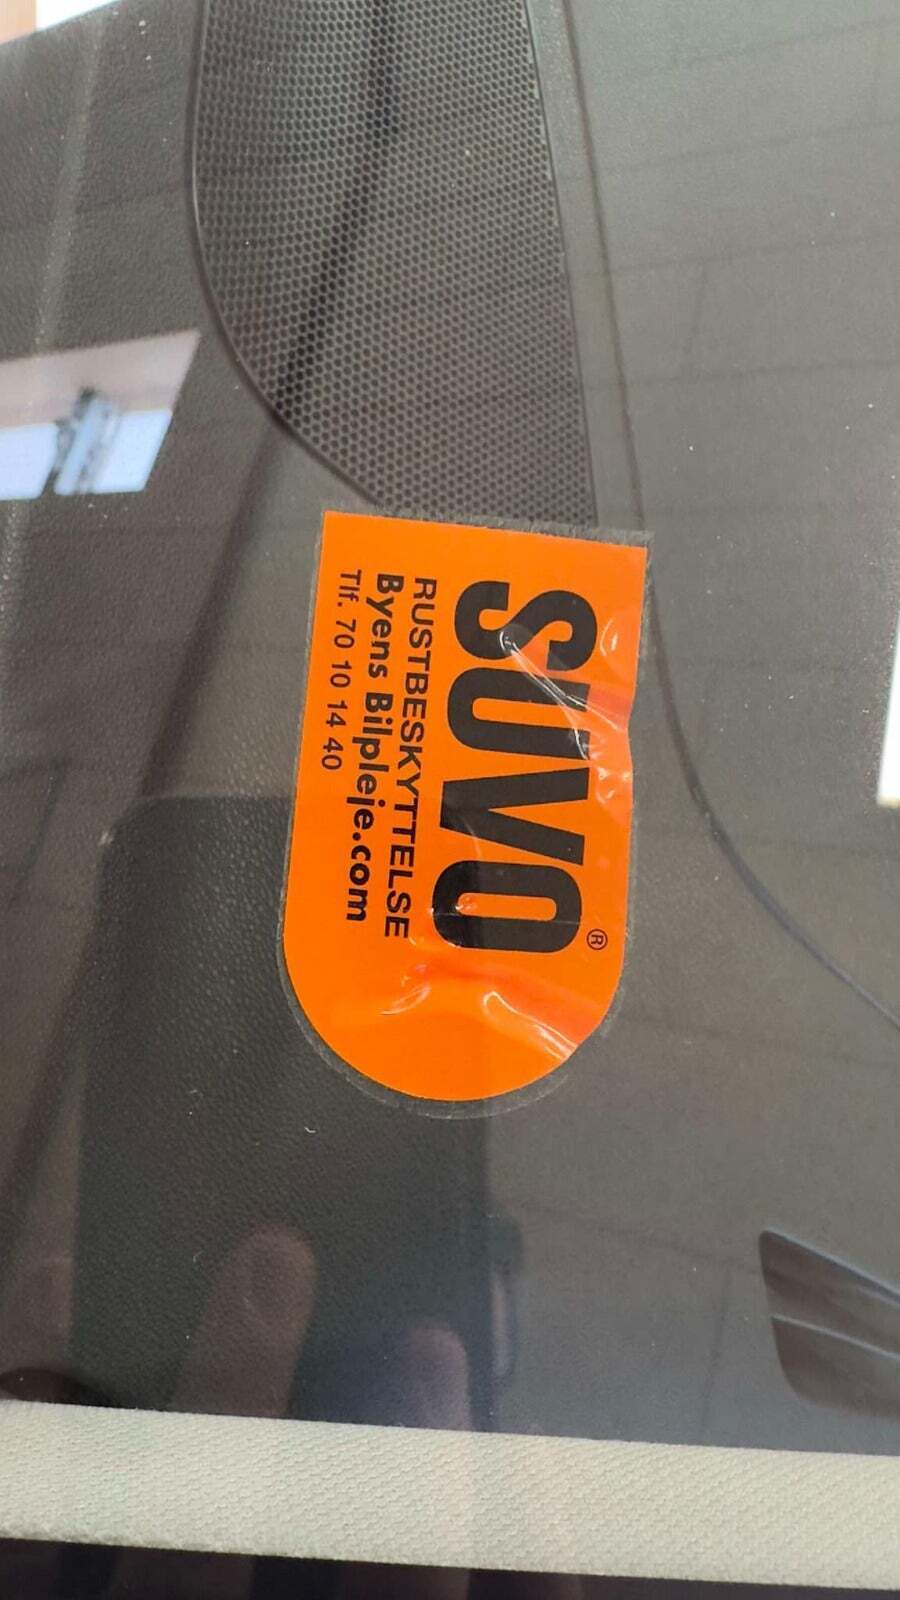 SUVO®
RUSTBESKYTTELSE
Byens Bilpleje.com
Tlf. 70 10 14 40